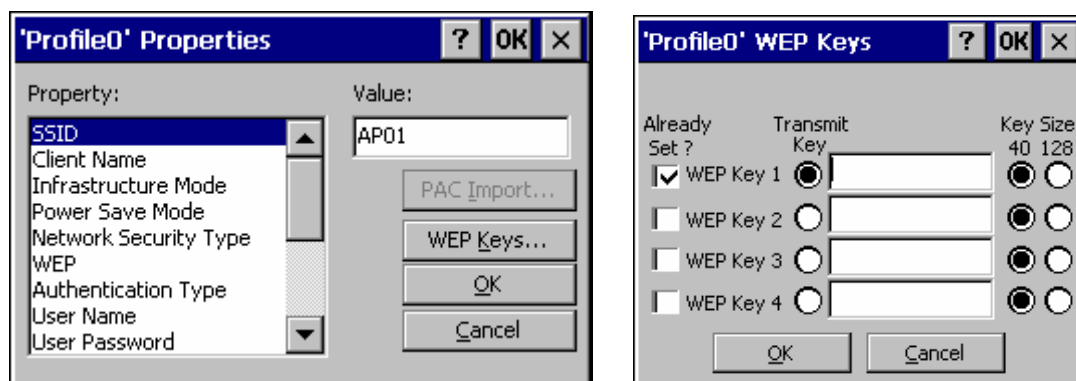 'Profile0' Properties ? OK ×
Property:
SSID
Client Name
Infrastructure Mode
Power Save Mode
Network Security Type
WEP
Authentication Type
User Name
User Password
Value:
AP01
PAC Import...
WEP Keys...
OK
Cancel
'Profile0' WEP Keys ? OK ×
Already Transmit Key Size
Set ? Key 40 128
WEP Key 1
WEP Key 2
WEP Key 3
WEP Key 4
OK Cancel